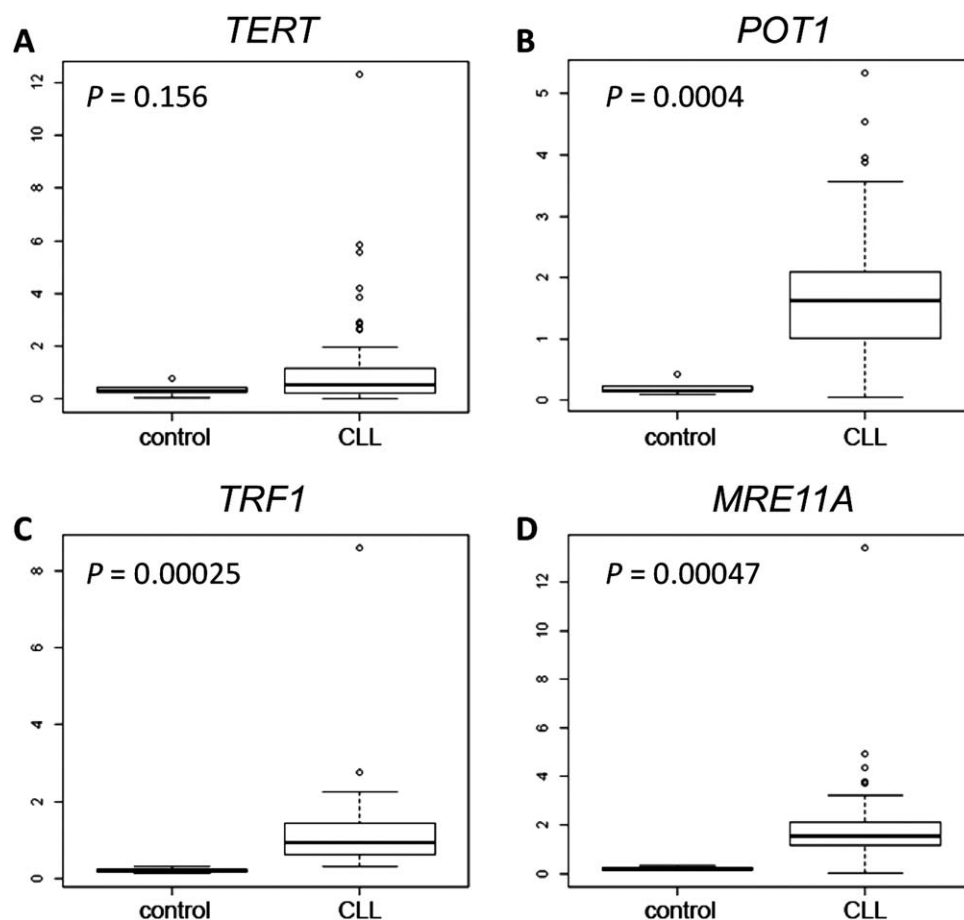 A TERT
P = 0.156
12
10
8
6
4
2
0
control CLL
B POT1
P = 0.0004
5
4
3
2
1
0
control CLL
C TRF1
P = 0.00025
8
6
4
2
0
control CLL
D MRE11A
P = 0.00047
12
10
8
6
4
2
0
control CLL